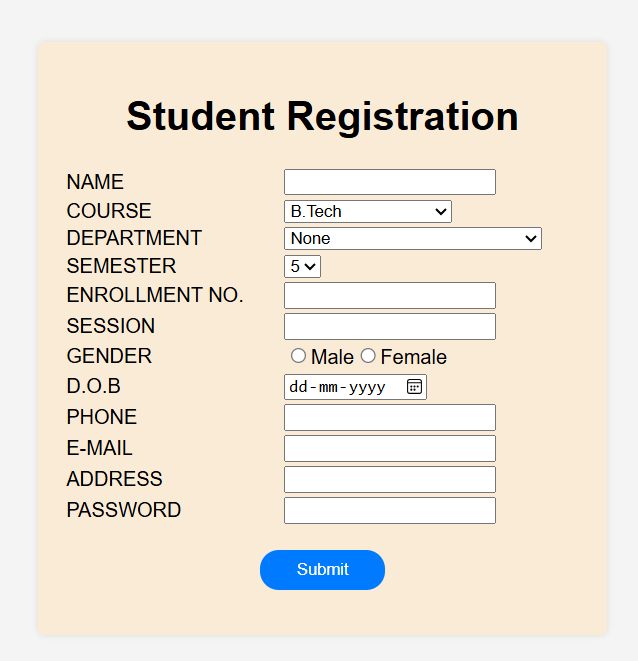 Student Registration
NAME
COURSE B.Tech
DEPARTMENT None
SEMESTER 5
ENROLLMENT NO.
SESSION
GENDER Male Female
D.O.B dd-mm-yyyy
PHONE
E-MAIL
ADDRESS
PASSWORD
Submit